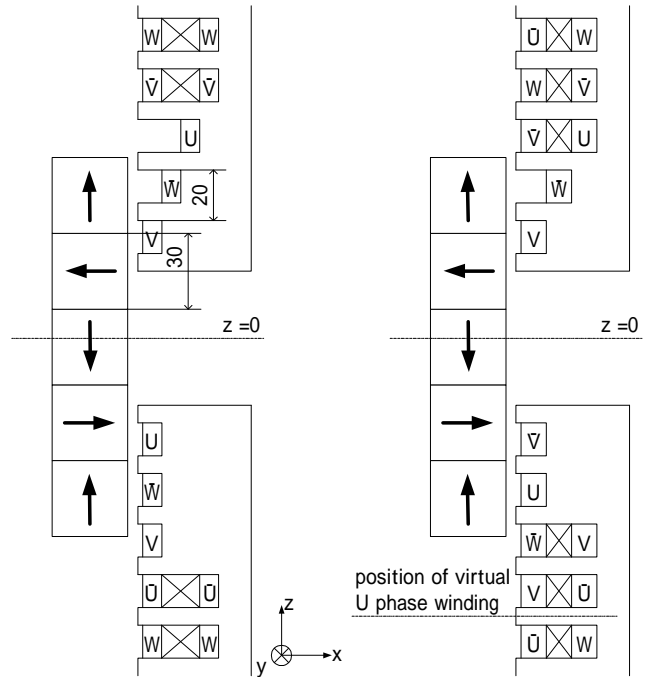 W W
V̄ V̄
U
W̄
20
V
30
z =0
U
W̄
V
Ū Ū
W W
Ū W
W V̄
V̄ U
W̄
V
z =0
V̄
U
W̄ V
V Ū
Ū W
position of virtual
U phase winding
z
y
x